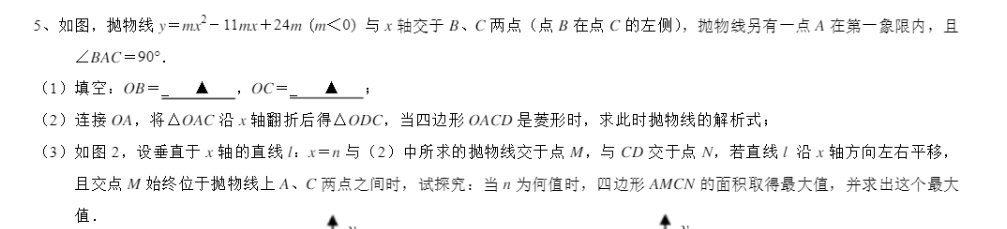 5、如图，抛物线 y＝mx²－11mx＋24m (m＜0) 与 x 轴交于 B、C 两点（点 B 在点 C 的左侧），抛物线另有一点 A 在第一象限内，且
∠BAC＝90°．
（1）填空：OB＝_ ▲ ，OC＝_ ▲ ；
（2）连接 OA，将△OAC 沿 x 轴翻折后得△ODC，当四边形 OACD 是菱形时，求此时抛物线的解析式；
（3）如图 2，设垂直于 x 轴的直线 l：x＝n 与（2）中所求的抛物线交于点 M，与 CD 交于点 N，若直线 l 沿 x 轴方向左右平移，
且交点 M 始终位于抛物线上 A、C 两点之间时，试探究：当 n 为何值时，四边形 AMCN 的面积取得最大值，并求出这个最大
值．